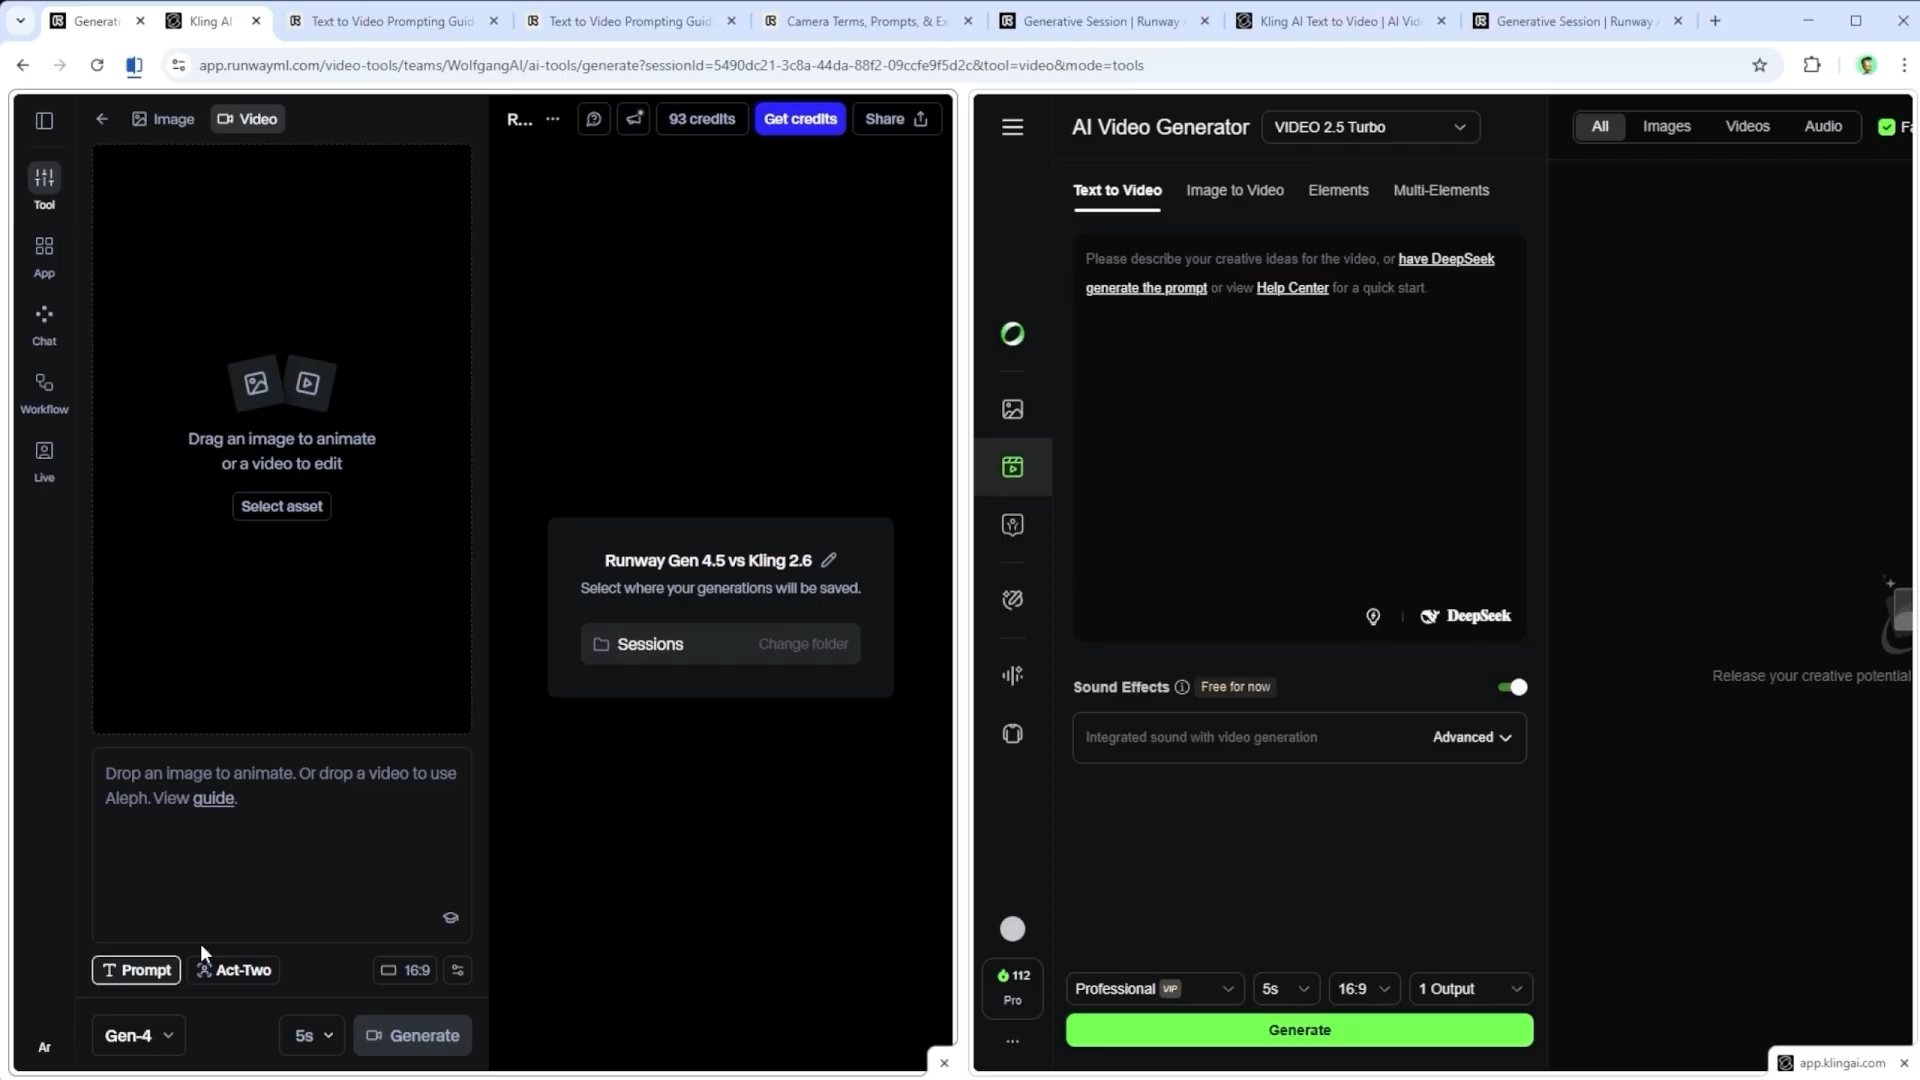 Generati
Kling AI
Text to Video Prompting Guid
Text to Video Prompting Guid
Camera Terms, Prompts, & Ex
Generative Session | Runway
Kling AI Text to Video | AI Vide
Generative Session | Runway
app.runwayml.com/video-tools/teams/WolfgangAI/ai-tools/generate?sessionId=5490dc21-3c8a-44da-88f2-09ccfe9f5d2c&tool=video&mode=tools
Image
Video
R...
93 credits
Get credits
Share
Tool
App
Chat
Workflow
Live
Drag an image to animate
or a video to edit
Select asset
Runway Gen 4.5 vs Kling 2.6
Select where your generations will be saved.
Sessions
Change folder
Drop an image to animate. Or drop a video to use
Aleph. View guide.
Prompt
Act-Two
16:9
Gen-4
5s
Generate
Ar
AI Video Generator
VIDEO 2.5 Turbo
All
Images
Videos
Audio
Fa
Text to Video
Image to Video
Elements
Multi-Elements
Please describe your creative ideas for the video, or have DeepSeek
generate the prompt or view Help Center for a quick start.
DeepSeek
Sound Effects
Free for now
Integrated sound with video generation
Advanced
Release your creative potential
112
Pro
Professional VIP
5s
16:9
1 Output
Generate
app.klingai.com